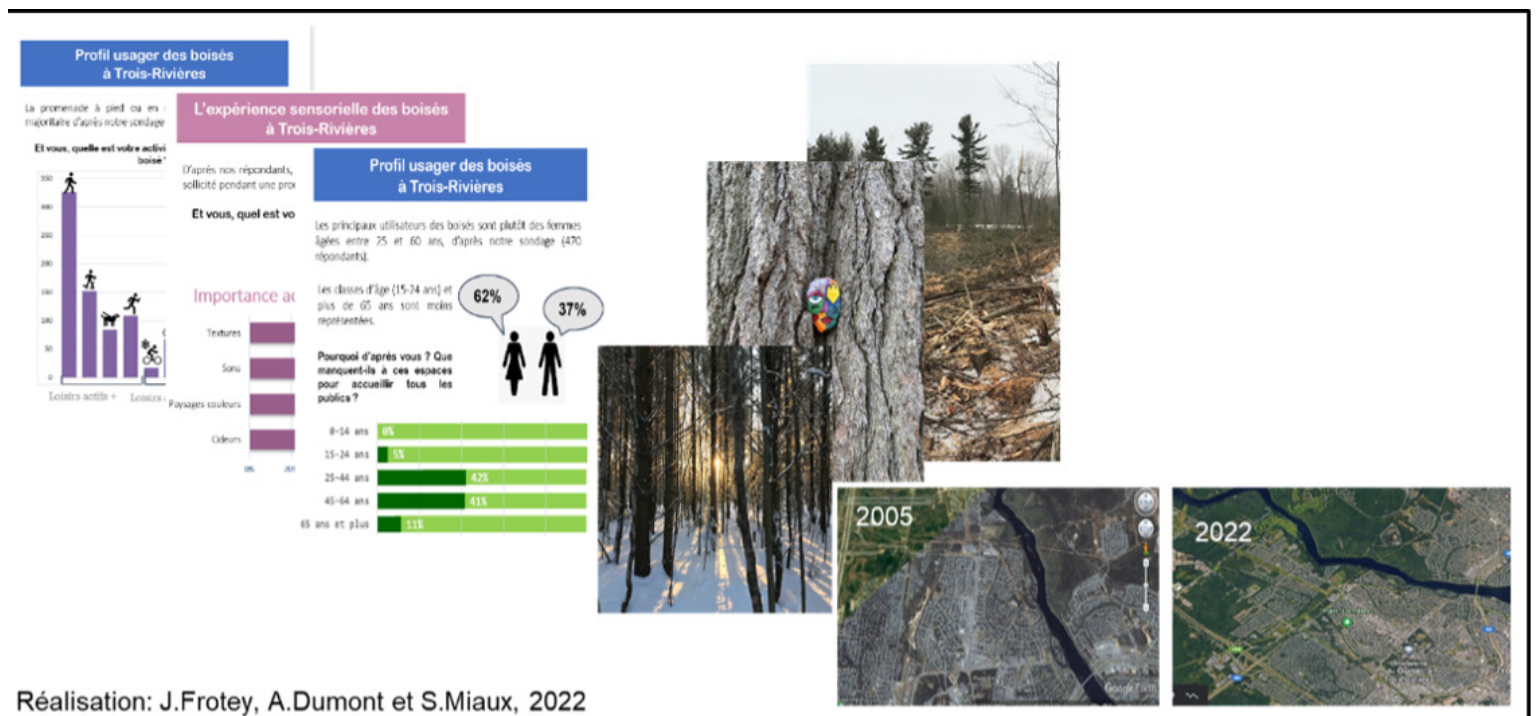 Profil usager des boisés
à Trois-Rivières
La promenade à pied ou en
majoritaire d'après notre sondage
Et vous, quelle est votre activi
boisé
350
300
250
200
150
100
50
0
Loisirs actifs +
Loisirs
L'expérience sensorielle des boisés
à Trois-Rivières
D'après nos répondants,
sollicité pendant une pro
Et vous, quel est vo
Importance ac
Textures
Sons
Paysages couleurs
Odeurs
0%
Profil usager des boisés
à Trois-Rivières
Les principaux utilisateurs des boisés sont plutôt des femmes
âgées entre 25 et 60 ans, d'après notre sondage (470
répondants).
Les classes d'âge (15-24 ans) et
plus de 65 ans sont moins
représentées.
62%
37%
Pourquoi d'après vous ? Que
manquent-ils à ces espaces
pour accueillir tous les
publics ?
0-14 ans 0%
15-24 ans 5%
25-44 ans 42%
45-64 ans 41%
65 ans et plus 11%
2005
Google Earth
2022
Réalisation: J.Frotey, A.Dumont et S.Miaux, 2022